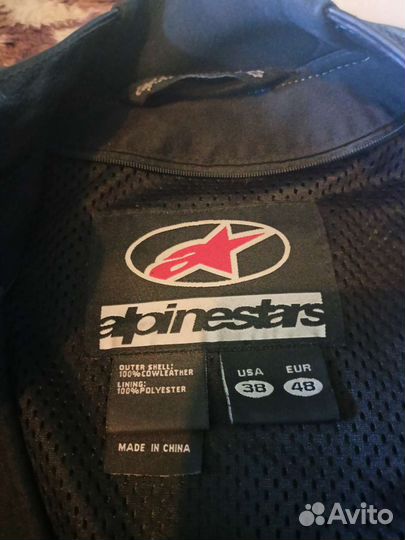 alpinestars
OUTER SHELL:
100% COWLEATHER
LINING:
100% POLYESTER
MADE IN CHINA
USA EUR
38 48
Avito